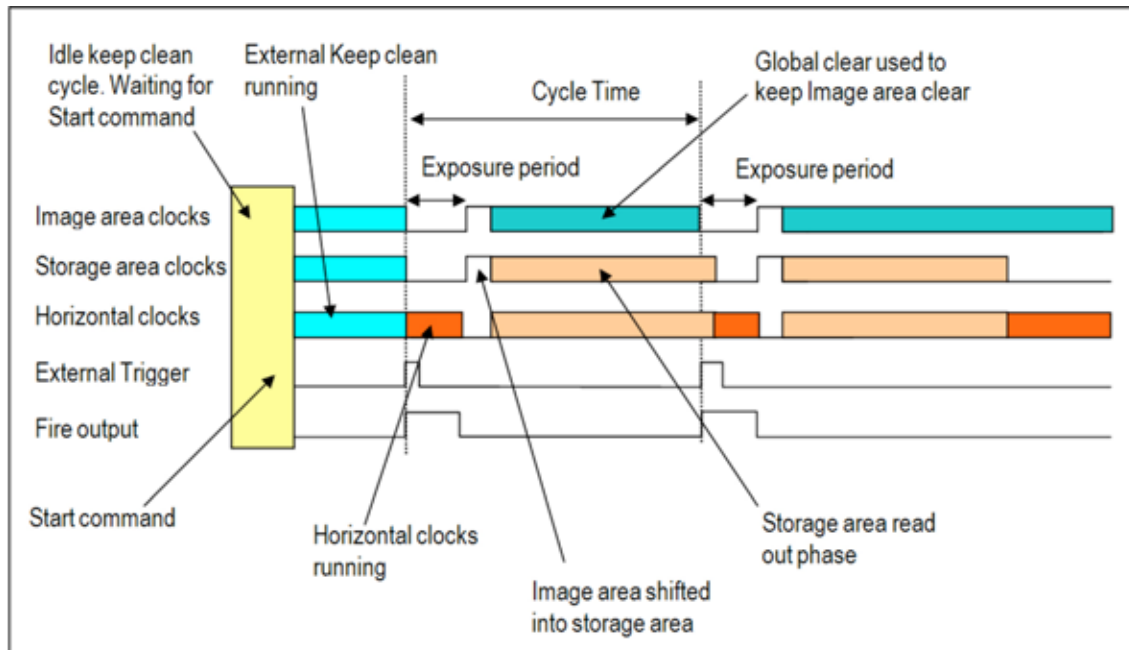 Idle keep clean
cycle. Waiting for
Start command
External Keep clean
running
Cycle Time
Global clear used to
keep Image area clear
Exposure period
Exposure period
Image area clocks
Storage area clocks
Horizontal clocks
External Trigger
Fire output
Start command
Horizontal clocks
running
Image area shifted
into storage area
Storage area read
out phase